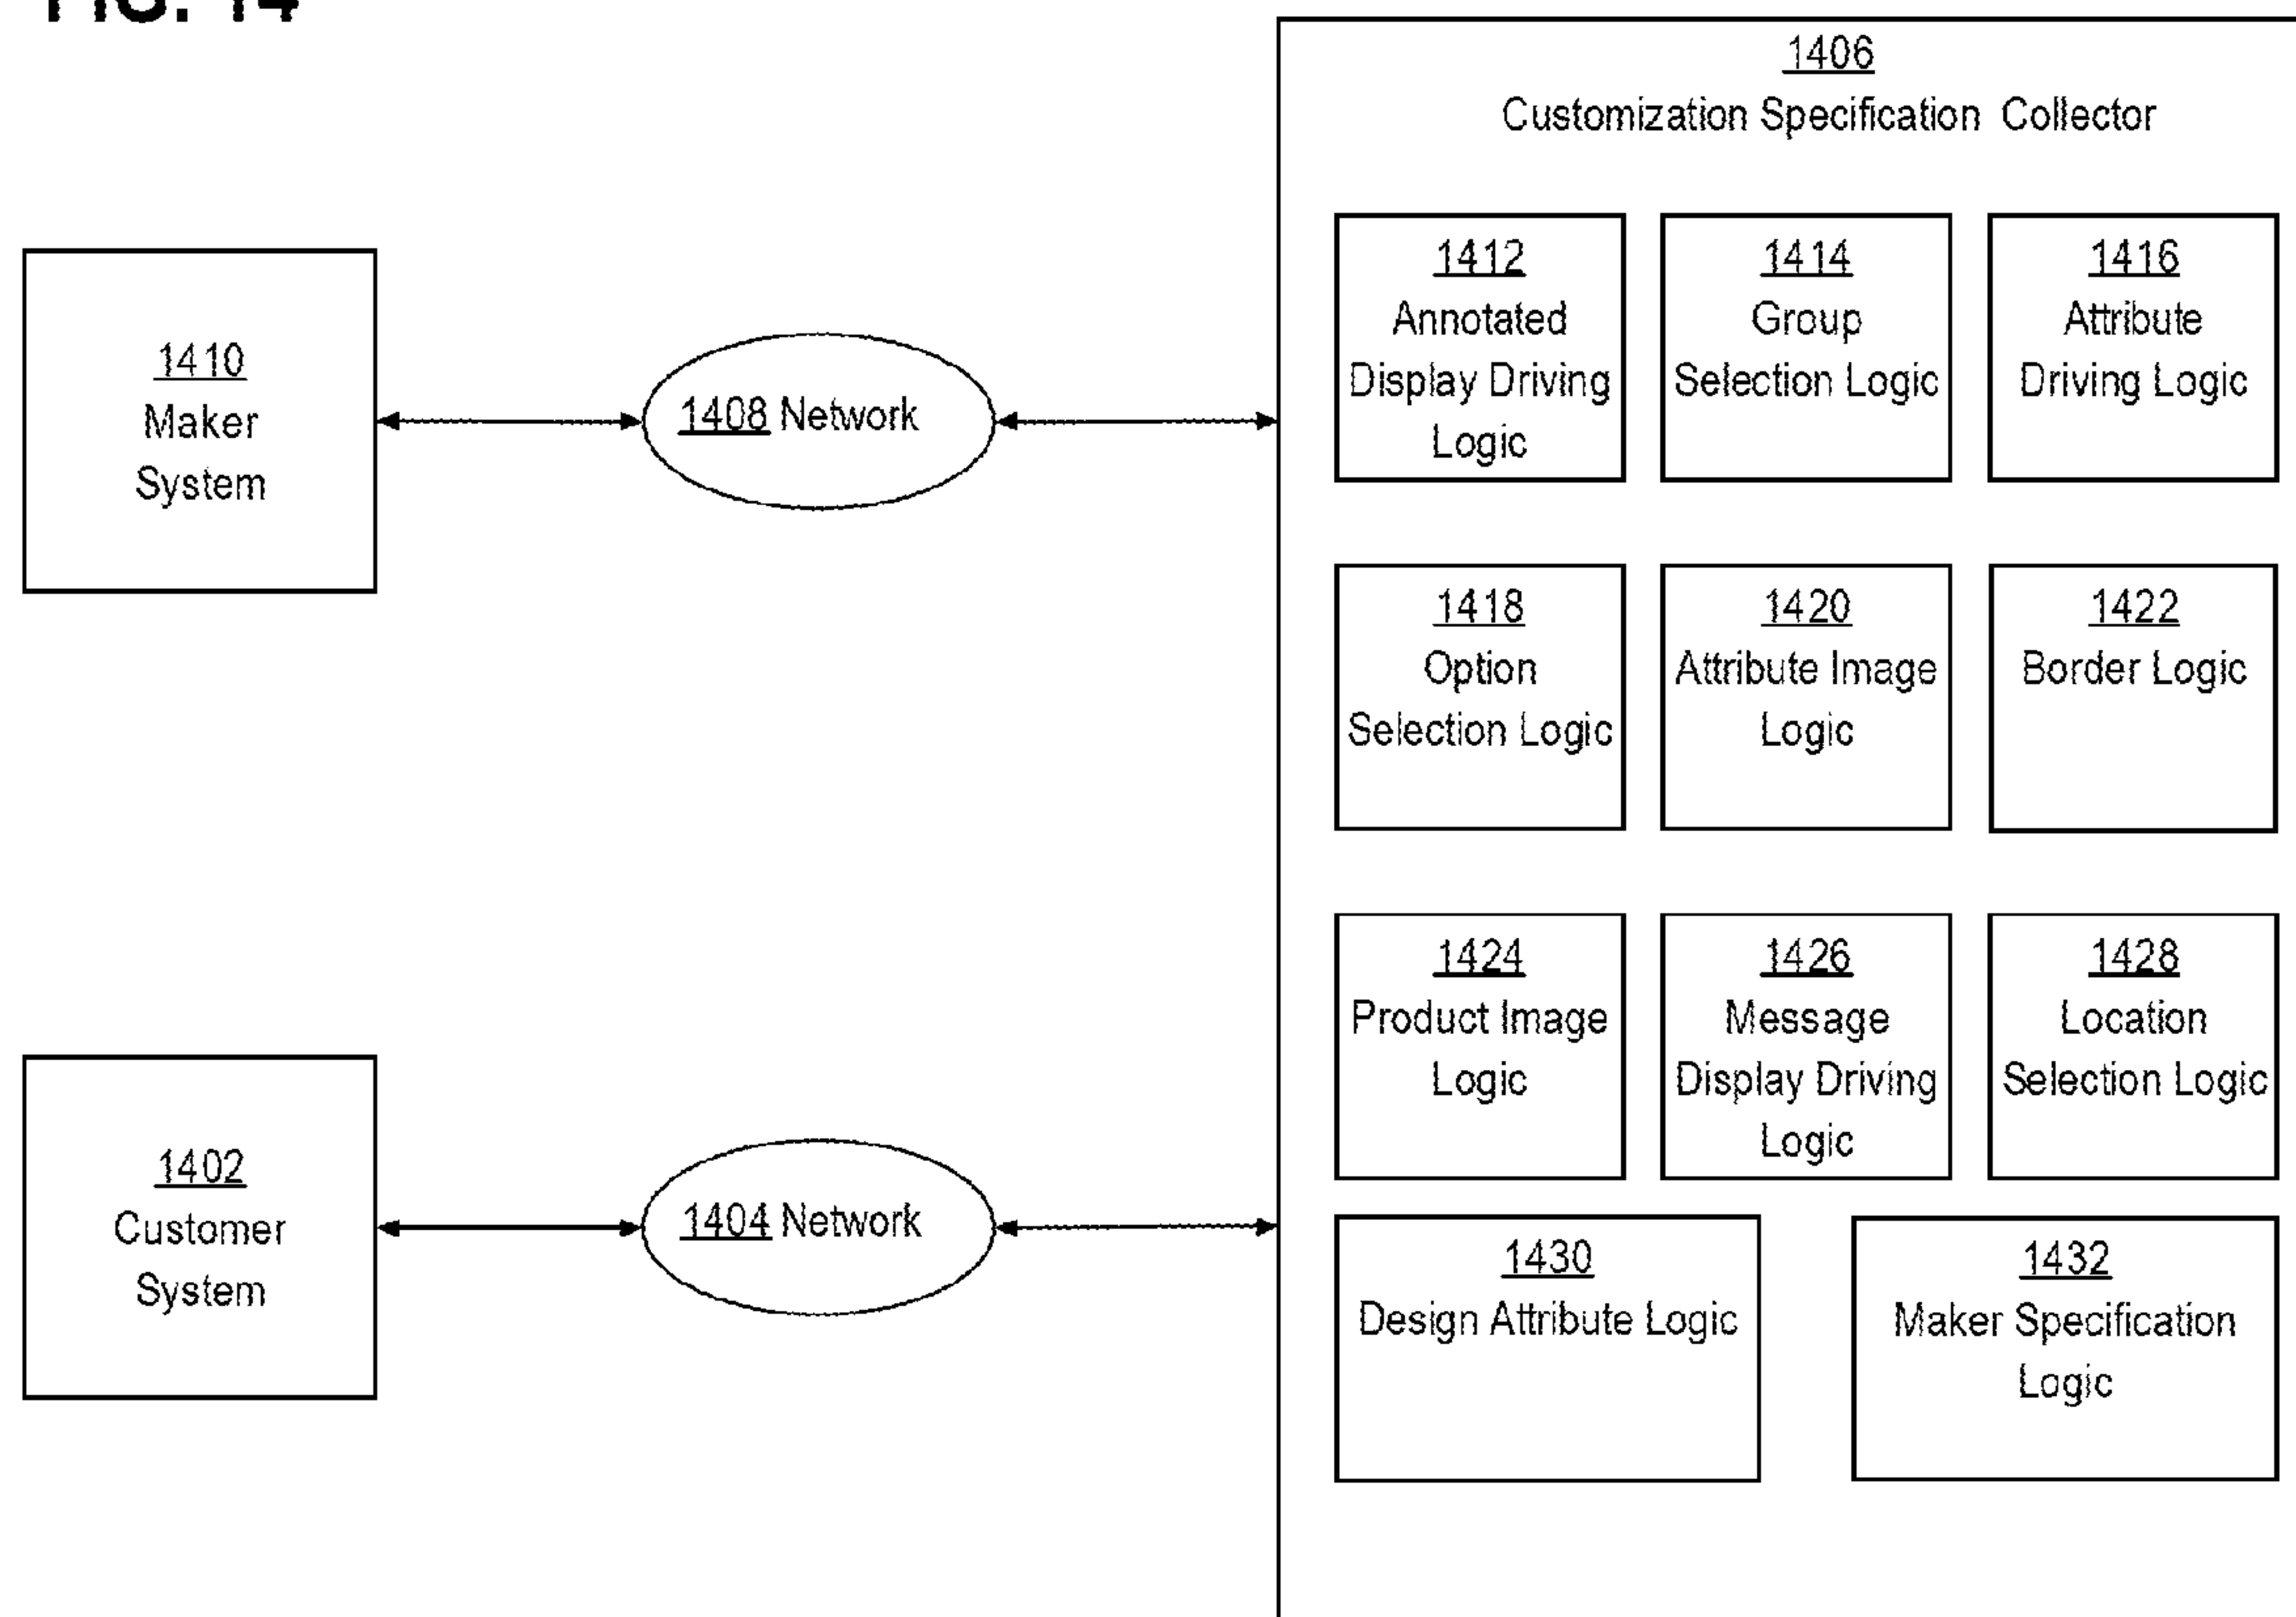 FIG. 14
1406
Customization Specification Collector
1412
Annotated
Display Driving
Logic
1414
Group
Selection Logic
1416
Attribute
Driving Logic
1410
Maker
System
1408 Network
1418
Option
Selection Logic
1420
Attribute Image
Logic
1422
Border Logic
1424
Product Image
Logic
1426
Message
Display Driving
Logic
1428
Location
Selection Logic
1402
Customer
System
1404 Network
1430
Design Attribute Logic
1432
Maker Specification
Logic